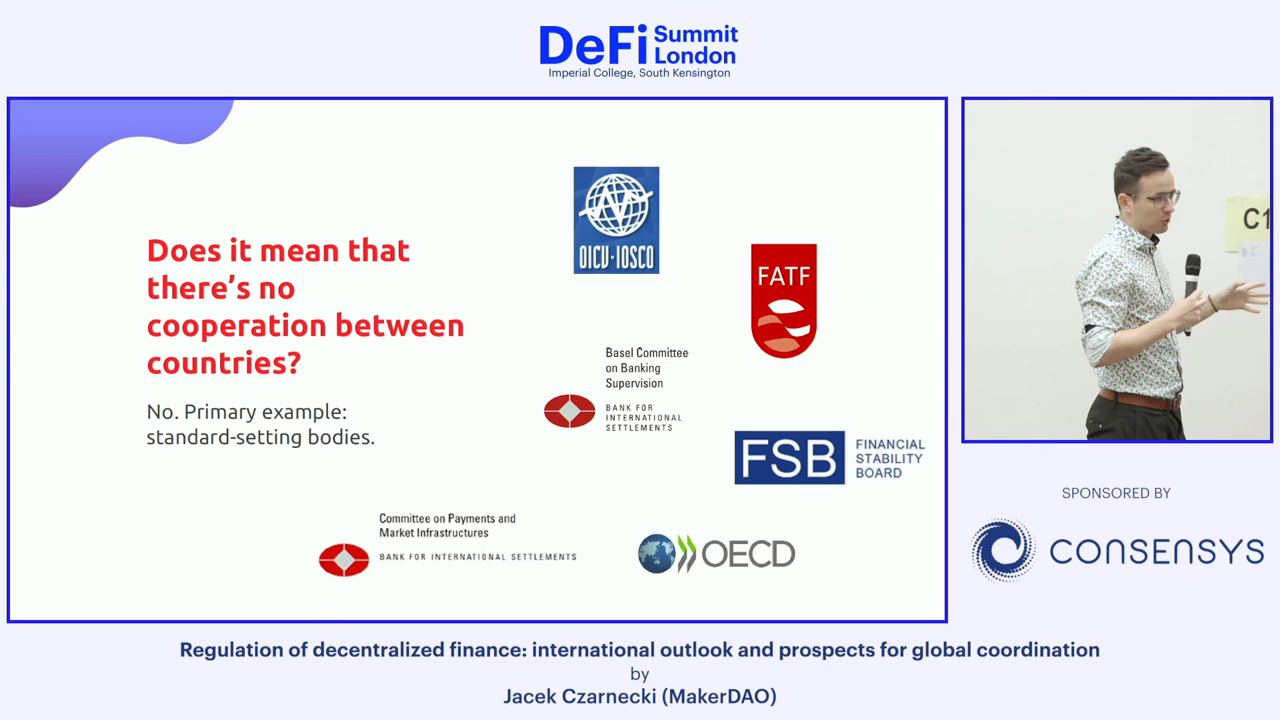 DeFi Summit
London
Imperial College, South Kensington
Does it mean that
there's no
cooperation between
countries?
No. Primary example:
standard-setting bodies.
OICU-IOSCO
FATF
Basel Committee
on Banking
Supervision
BANK FOR
INTERNATIONAL
SETTLEMENTS
FSB
FINANCIAL
STABILITY
BOARD
Committee on Payments and
Market Infrastructures
BANK FOR INTERNATIONAL SETTLEMENTS
OECD
C1
SPONSORED BY
CONSENSYS
Regulation of decentralized finance: international outlook and prospects for global coordination
by
Jacek Czarnecki (MakerDAO)